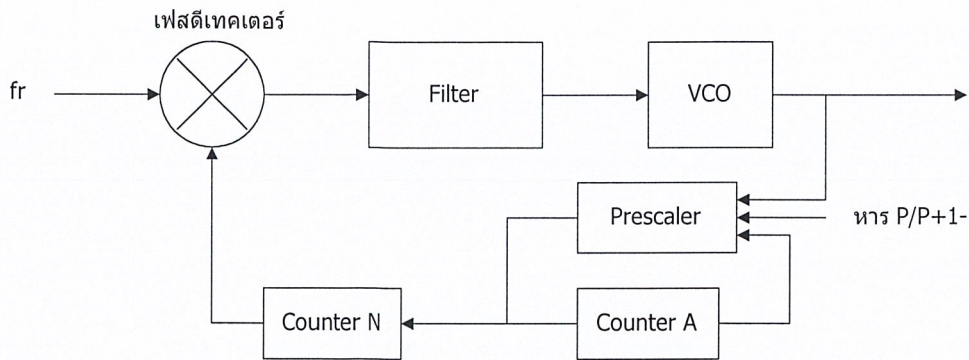 เฟสดีเทคเตอร์
fr
Filter
VCO
Prescaler
หาร P/P+1-
Counter N
Counter A